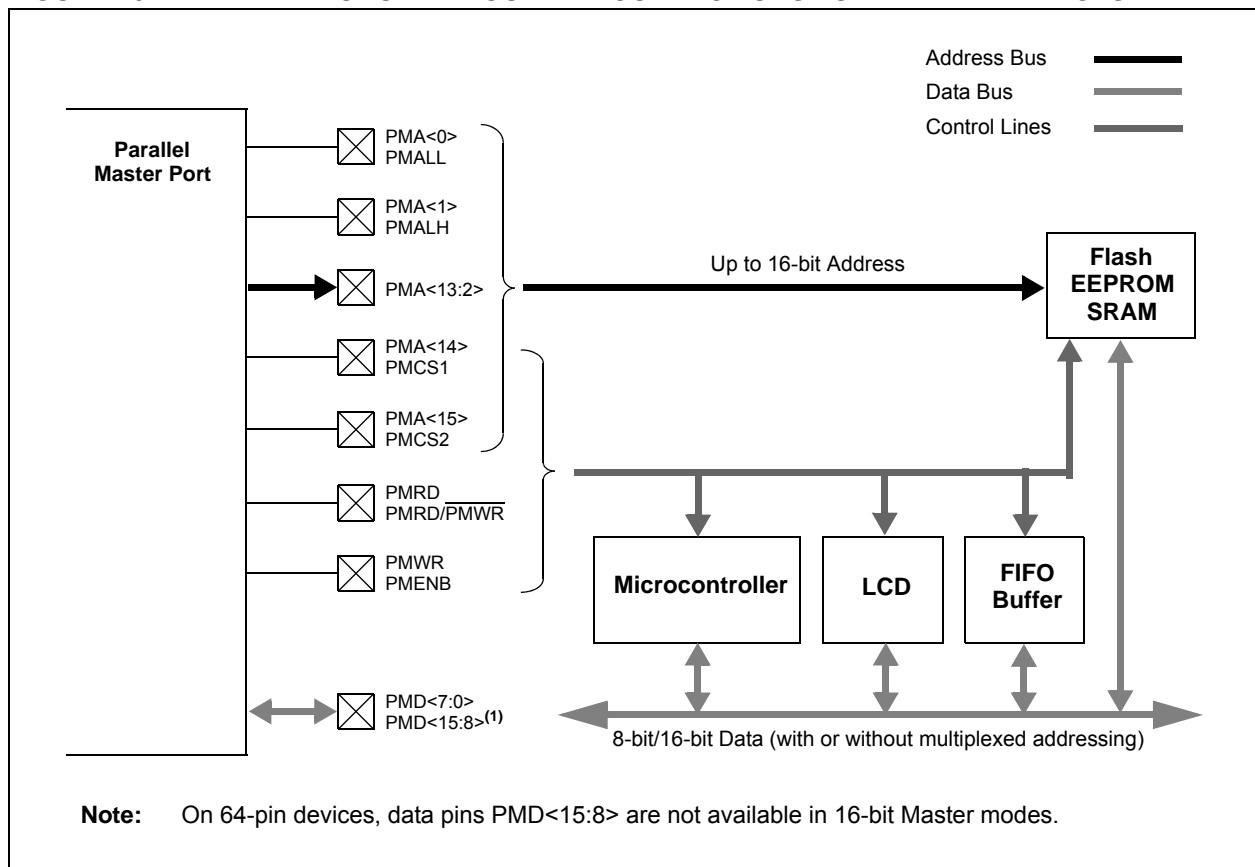 Address Bus
Data Bus
Control Lines
Parallel
Master Port
PMA<0>
PMALL
PMA<1>
PMALH
PMA<13:2>
PMA<14>
PMCS1
PMA<15>
PMCS2
PMRD
PMRD/PMWR
PMWR
PMENB
PMD<7:0>
PMD<15:8>(1)
Up to 16-bit Address
Flash
EEPROM
SRAM
Microcontroller
LCD
FIFO
Buffer
8-bit/16-bit Data (with or without multiplexed addressing)
Note: On 64-pin devices, data pins PMD<15:8> are not available in 16-bit Master modes.